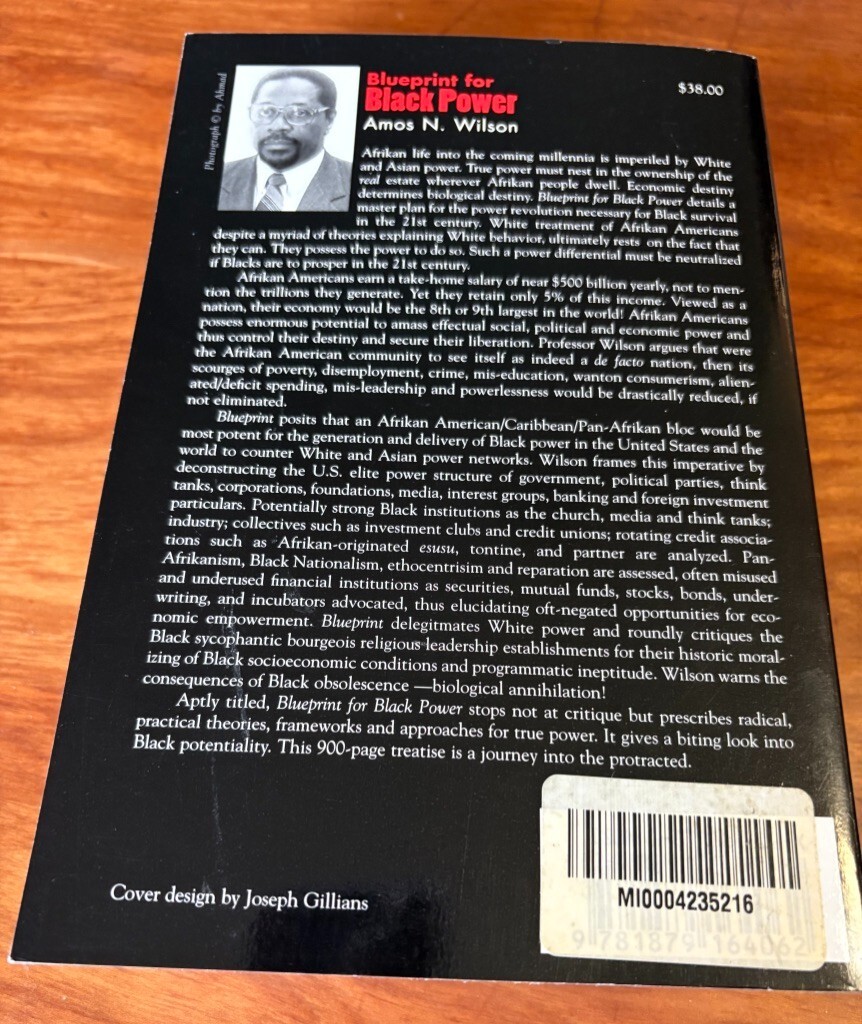 Photograph © by Ahmad
Blueprint for
Black Power
Amos N. Wilson
$38.00
Afrikan life into the coming millennia is imperiled by White
and Asian power. True power must nest in the ownership of the
real estate wherever Afrikan people dwell. Economic destiny
determines biological destiny. Blueprint for Black Power details a
master plan for the power revolution necessary for Black survival
in the 21st century. White treatment of Afrikan Americans
despite a myriad of theories explaining White behavior, ultimately rests on the fact that
they can. They possess the power to do so. Such a power differential must be neutralized
if Blacks are to prosper in the 21st century.
Afrikan Americans earn a take-home salary of near $500 billion yearly, not to men-
tion the trillions they generate. Yet they retain only 5% of this income. Viewed as a
nation, their economy would be the 8th or 9th largest in the world! Afrikan Americans
possess enormous potential to amass effectual social, political and economic power and
thus control their destiny and secure their liberation. Professor Wilson argues that were
the Afrikan American community to see itself as indeed a de facto nation, then its
scourges of poverty, disemployment, crime, mis-education, wanton consumerism, alien-
ated/deficit spending, mis-leadership and powerlessness would be drastically reduced, if
not eliminated.
Blueprint posits that an Afrikan American/Caribbean/Pan-Afrikan bloc would be
most potent for the generation and delivery of Black power in the United States and the
world to counter White and Asian power networks. Wilson frames this imperative by
deconstructing the U.S. elite power structure of government, political parties, think
tanks, corporations, foundations, media, interest groups, banking and foreign investment
particulars. Potentially strong Black institutions as the church, media and think tanks;
industry; collectives such as investment clubs and credit unions; rotating credit associa-
tions such as Afrikan-originated esusu, tontine, and partner are analyzed. Pan-
Afrikanism, Black Nationalism, ethocentrisim and reparation are assessed, often misused
and underused financial institutions as securities, mutual funds, stocks, bonds, under-
writing, and incubators advocated, thus elucidating oft-negated opportunities for eco-
nomic empowerment. Blueprint delegitmates White power and roundly critiques the
Black sycophantic bourgeois religious leadership establishments for their historic moral-
izing of Black socioeconomic conditions and programmatic ineptitude. Wilson warns the
consequences of Black obsolescence —biological annihilation!
Aptly titled, Blueprint for Black Power stops not at critique but prescribes radical,
practical theories, frameworks and approaches for true power. It gives a biting look into
Black potentiality. This 900-page treatise is a journey into the protracted.
Cover design by Joseph Gillians
MI0004235216
9 781879 164062